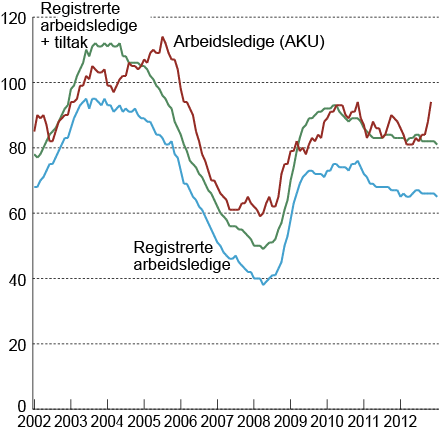 Registrerte
arbeidsledige
+ tiltak
Arbeidsledige (AKU)
Registrerte
arbeidsledige
120
100
80
60
40
20
0
2002 2003 2004 2005 2006 2007 2008 2009 2010 2011 2012